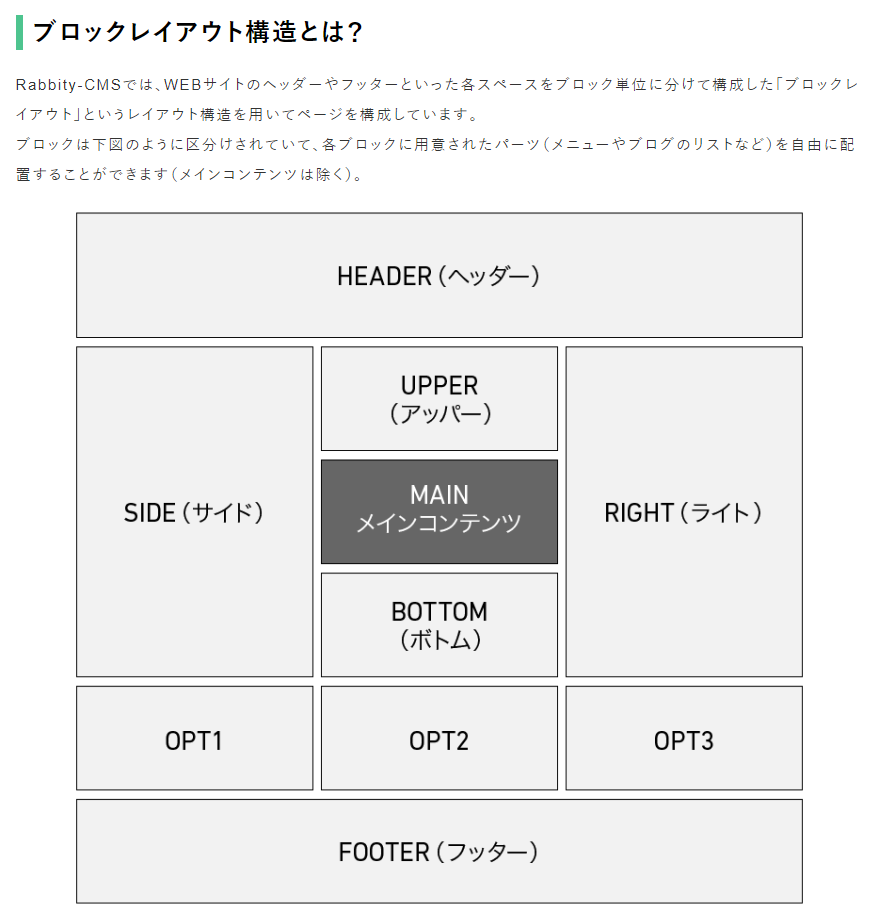 ブロックレイアウト構造とは？
Rabbity-CMSでは、WEBサイトのヘッダーやフッターといった各スペースをブロック単位に分けて構成した「ブロックレ
イアウト」というレイアウト構造を用いてページを構成しています。
ブロックは下図のように区分けされていて、各ブロックに用意されたパーツ（メニューやブログのリストなど）を自由に配
置することができます（メインコンテンツは除く）。
HEADER（ヘッダー）
SIDE（サイド）
UPPER
（アッパー）
MAIN
メインコンテンツ
BOTTOM
（ボトム）
RIGHT（ライト）
OPT1
OPT2
OPT3
FOOTER（フッター）